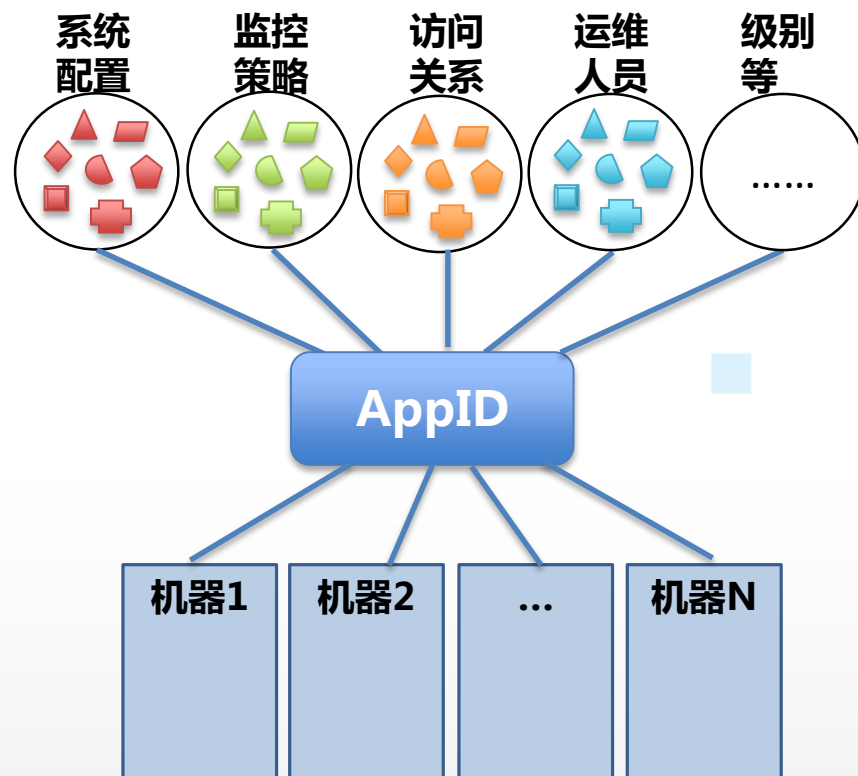 系统
配置
监控
策略
访问
关系
运维
人员
级别
等
……
AppID
机器1
机器2
...
机器N